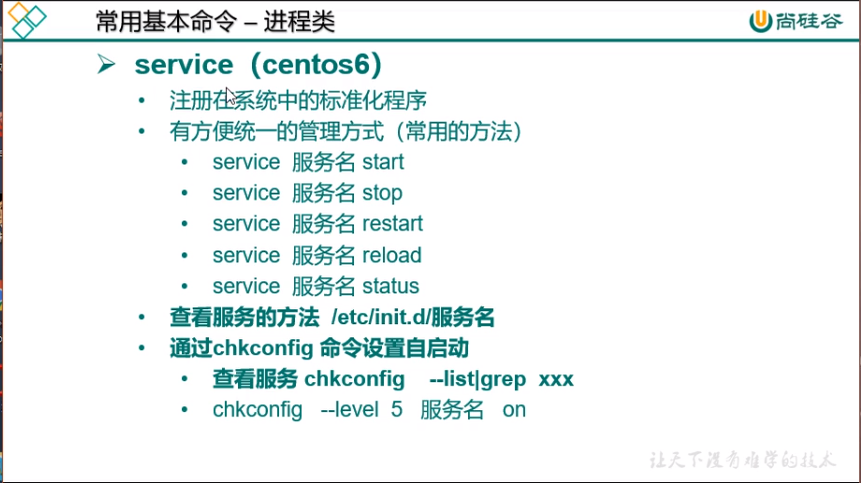 常用基本命令 – 进程类
尚硅谷
service（centos6）
注册在系统中的标准化程序
有方便统一的管理方式（常用的方法）
service 服务名 start
service 服务名 stop
service 服务名 restart
service 服务名 reload
service 服务名 status
查看服务的方法 /etc/init.d/服务名
通过chkconfig 命令设置自启动
查看服务 chkconfig --list|grep xxx
chkconfig --level 5 服务名 on
让天下没有难学的技术